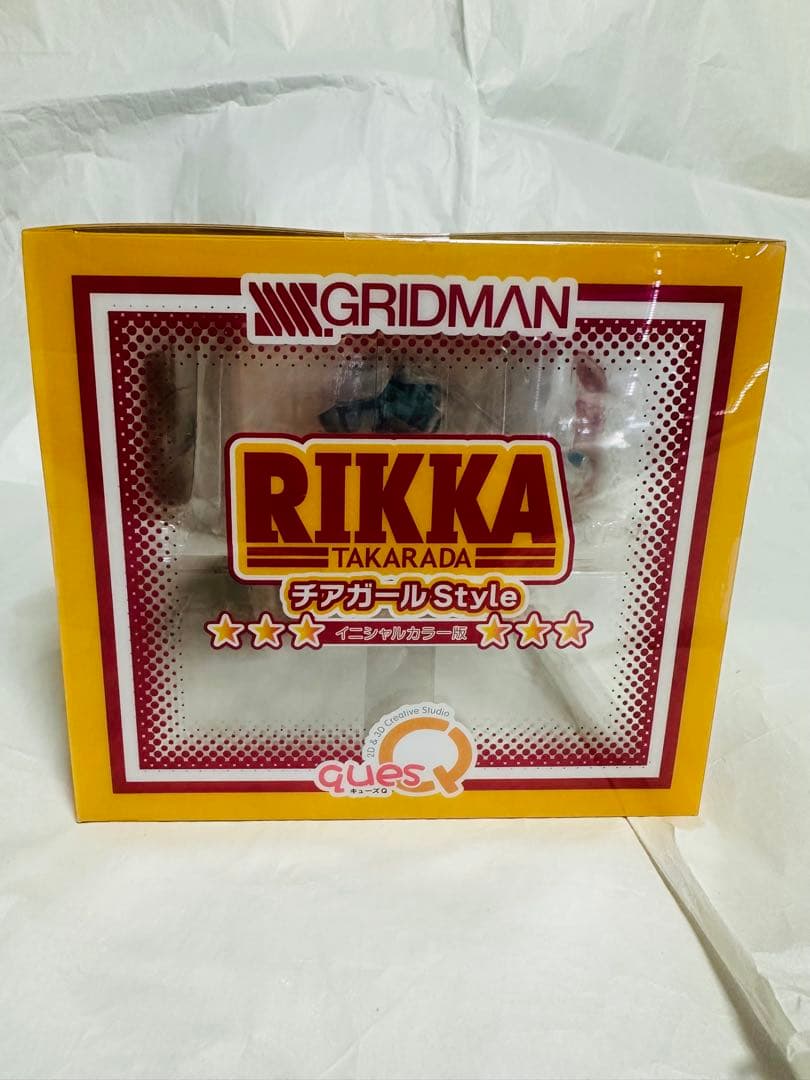 SSSS.GRIDMAN
RIKKA
TAKARADA
チアガールStyle
イニシャルカラー版
2D & 3D Creative Studio
quesQ
キューズQ